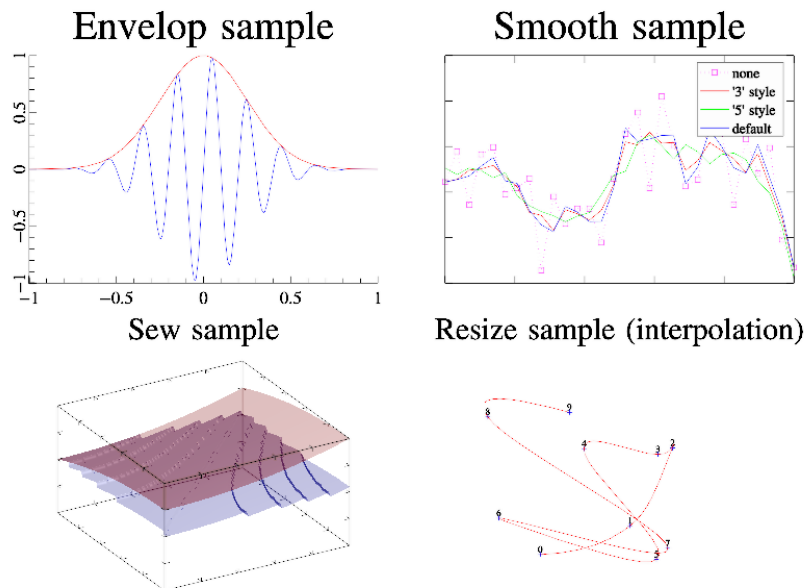 Envelop sample
Smooth sample
1
0.5
0
−0.5
−1
−1
−0.5
0
0.5
1
none
'3' style
'5' style
default
Sew sample
Resize sample (interpolation)
8
9
4
3
2
6
1
0
5
7